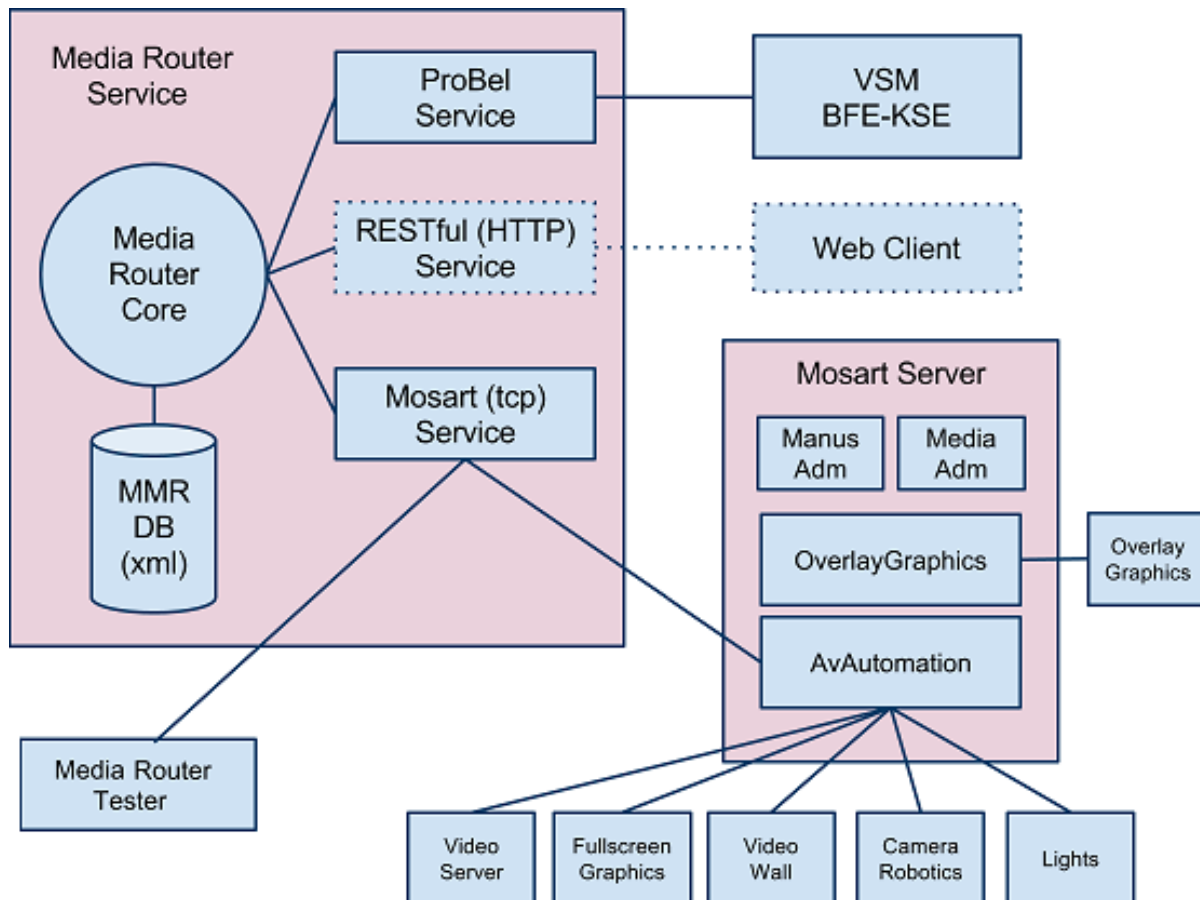 Media Router
Service
ProBel
Service
VSM
BFE-KSE
Media
Router
Core
RESTful (HTTP)
Service
Web Client
Mosart (tcp)
Service
MMR
DB
(xml)
Mosart Server
Manus
Adm
Media
Adm
OverlayGraphics
Overlay
Graphics
AvAutomation
Media Router
Tester
Video
Server
Fullscreen
Graphics
Video
Wall
Camera
Robotics
Lights